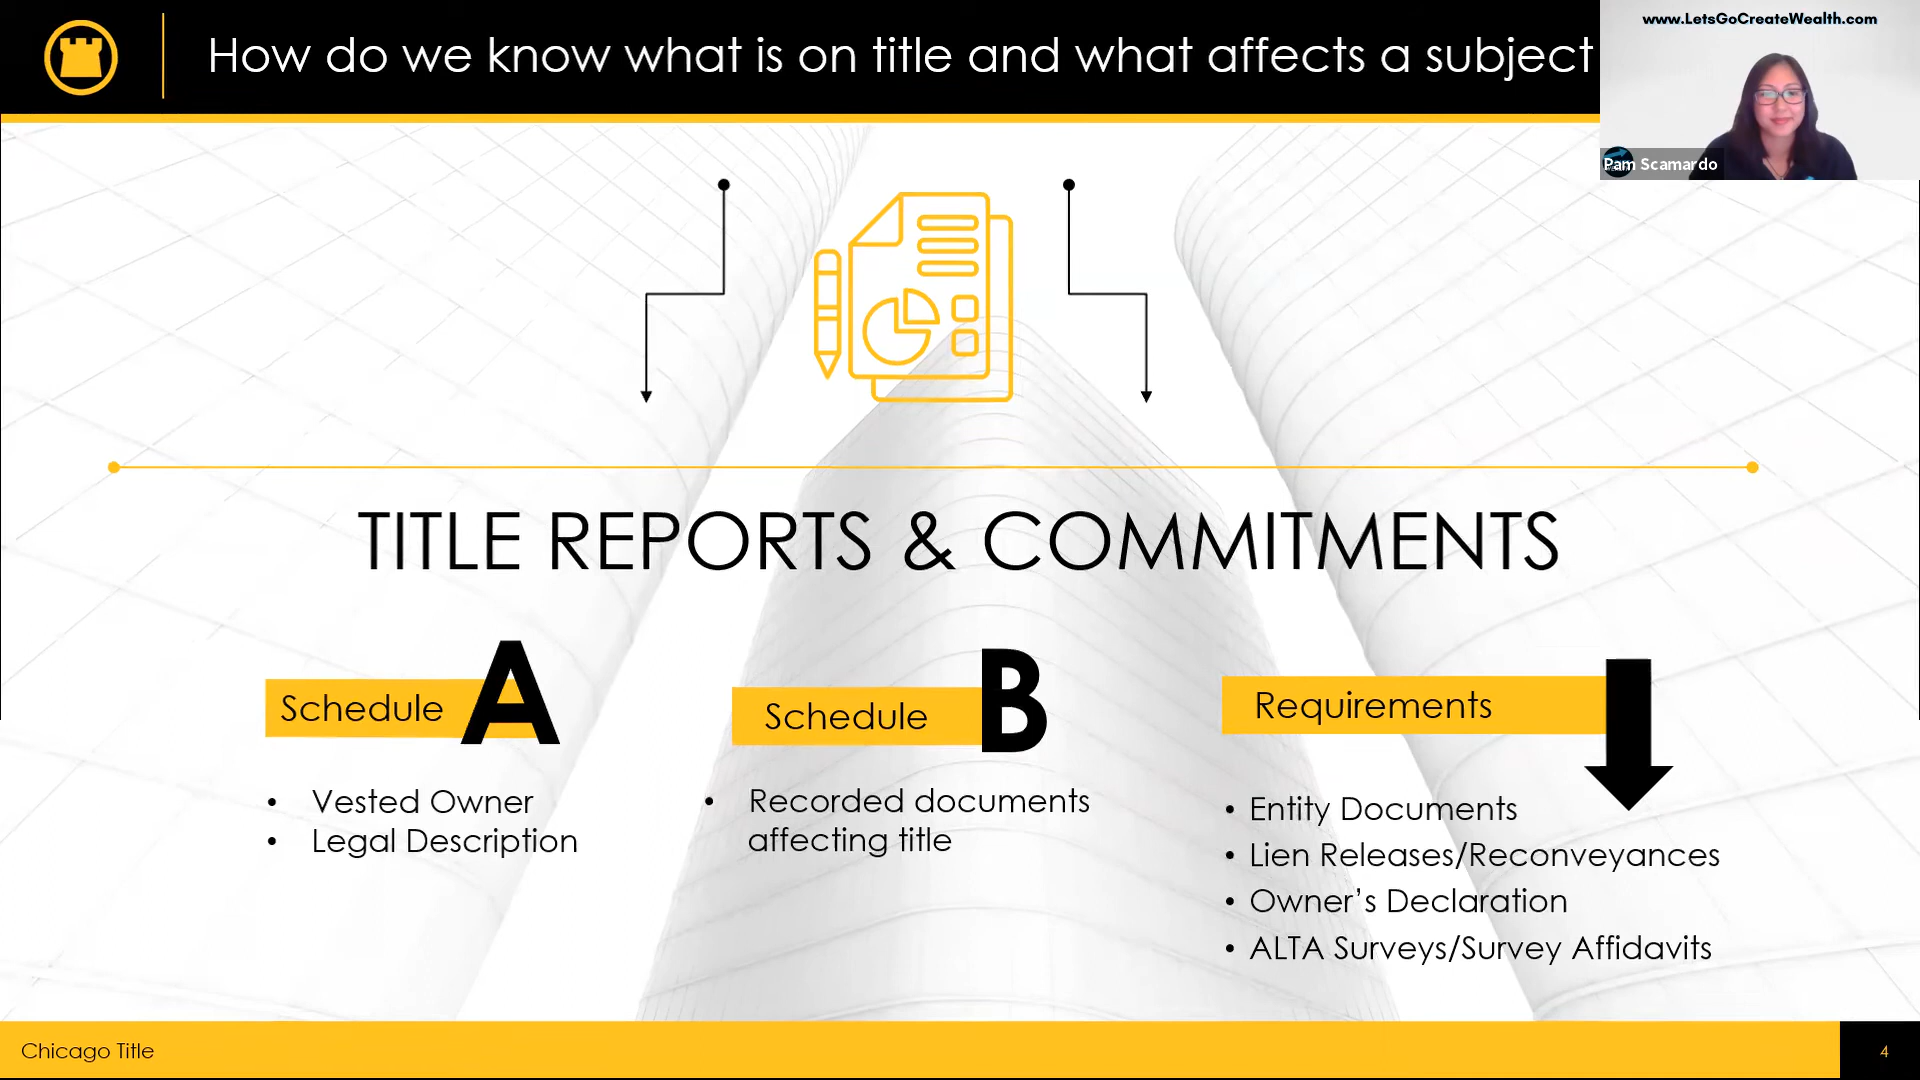 How do we know what is on title and what affects a subject
www.LetsGoCreateWealth.com
Pam Scamardo
TITLE REPORTS & COMMITMENTS
Schedule A
• Vested Owner
• Legal Description
Schedule B
• Recorded documents
affecting title
Requirements
• Entity Documents
• Lien Releases/Reconveyances
• Owner’s Declaration
• ALTA Surveys/Survey Affidavits
Chicago Title
4